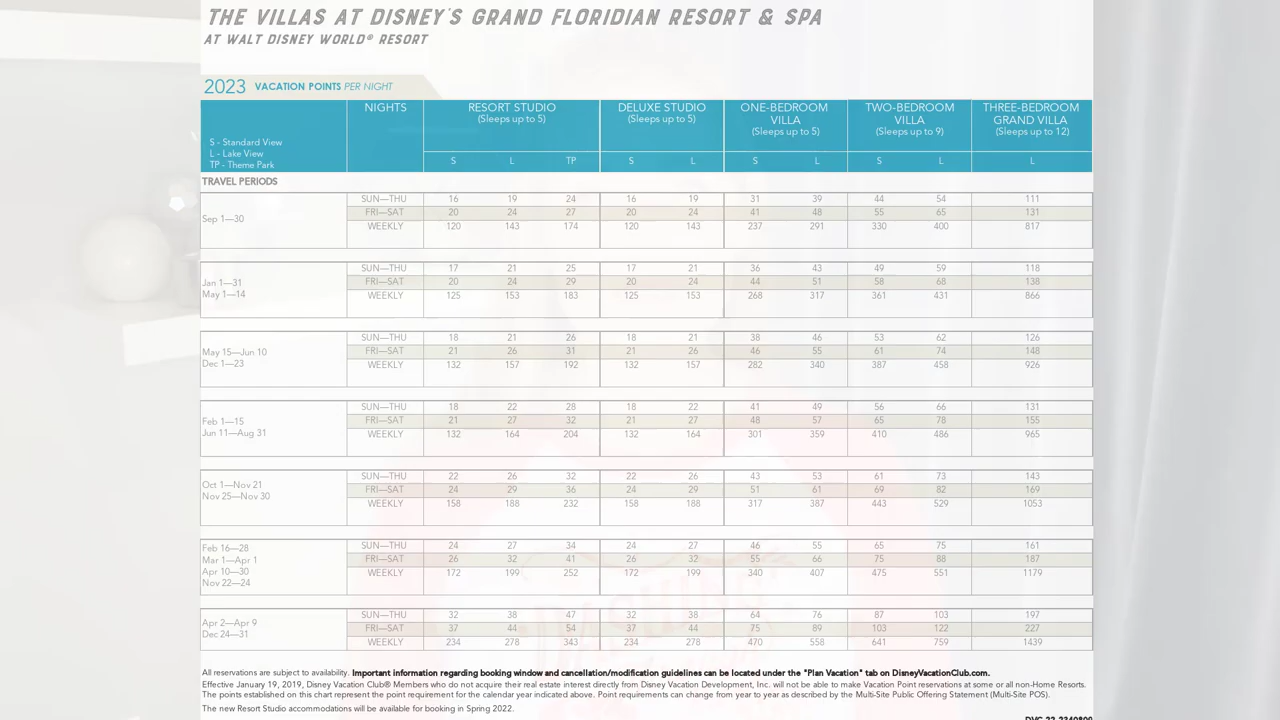 THE VILLAS AT DISNEY'S GRAND FLORIDIAN RESORT & SPA
AT WALT DISNEY WORLD® RESORT
2023 VACATION POINTS PER NIGHT
NIGHTS RESORT STUDIO DELUXE STUDIO ONE-BEDROOM TWO-BEDROOM THREE-BEDROOM
(Sleeps up to 5) (Sleeps up to 5) VILLA VILLA GRAND VILLA
(Sleeps up to 5) (Sleeps up to 9) (Sleeps up to 12)
S - Standard View
L - Lake View
TP - Theme Park
S L TP S L S L S L L
TRAVEL PERIODS
Sep 1—30
SUN—THU 16 19 24 16 19 31 39 44 54 111
FRI—SAT 20 24 27 20 24 41 48 55 65 131
WEEKLY 120 143 174 120 143 237 291 330 400 817
Jan 1—31
May 1—14
SUN—THU 17 21 25 17 21 36 43 49 59 118
FRI—SAT 20 24 29 20 24 44 51 58 68 138
WEEKLY 125 153 183 125 153 268 317 361 431 866
May 15—Jun 10
Dec 1—23
SUN—THU 18 21 26 18 21 38 46 53 62 126
FRI—SAT 21 26 31 21 26 46 55 61 74 148
WEEKLY 132 157 192 132 157 282 340 387 458 926
Feb 1—15
Jun 11—Aug 31
SUN—THU 18 22 28 18 22 41 49 56 66 131
FRI—SAT 21 27 32 21 27 48 57 65 78 155
WEEKLY 132 164 204 132 164 301 359 410 486 965
Oct 1—Nov 21
Nov 25—Nov 30
SUN—THU 22 26 32 22 26 43 53 61 73 143
FRI—SAT 24 29 36 24 29 51 61 69 82 169
WEEKLY 158 188 232 158 188 317 387 443 529 1053
Feb 16—28
Mar 1—Apr 1
Apr 10—30
Nov 22—24
SUN—THU 24 27 34 24 27 46 55 65 75 161
FRI—SAT 26 32 41 26 32 55 66 75 88 187
WEEKLY 172 199 252 172 199 340 407 475 551 1179
Apr 2—Apr 9
Dec 24—31
SUN—THU 32 38 47 32 38 64 76 87 103 197
FRI—SAT 37 44 54 37 44 75 89 103 122 227
WEEKLY 234 278 343 234 278 470 558 641 759 1439
All reservations are subject to availability. Important information regarding booking window and cancellation/modification guidelines can be located under the "Plan Vacation" tab on DisneyVacationClub.com.
Effective January 19, 2019, Disney Vacation Club® Members who do not acquire their real estate interest directly from Disney Vacation Development, Inc. will not be able to make Vacation Point reservations at some or all non-Home Resorts.
The points established on this chart represent the point requirement for the calendar year indicated above. Point requirements can change from year to year as described by the Multi-Site Public Offering Statement (Multi-Site POS).
The new Resort Studio accommodations will be available for booking in Spring 2022.